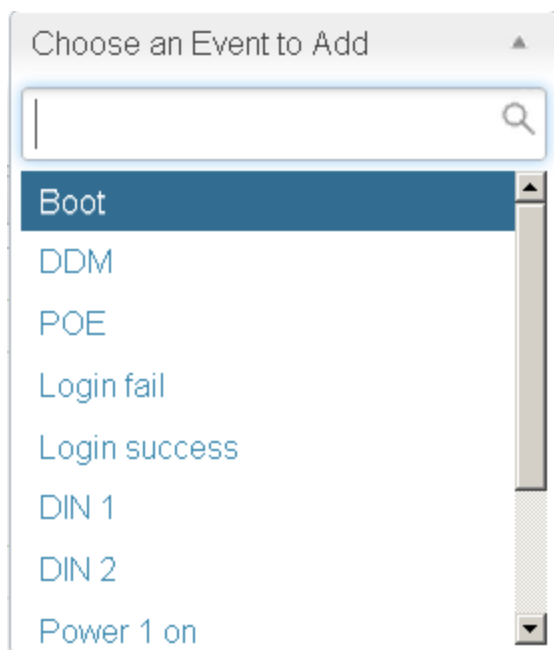 Choose an Event to Add
Boot
DDM
POE
Login fail
Login success
DIN 1
DIN 2
Power 1 on